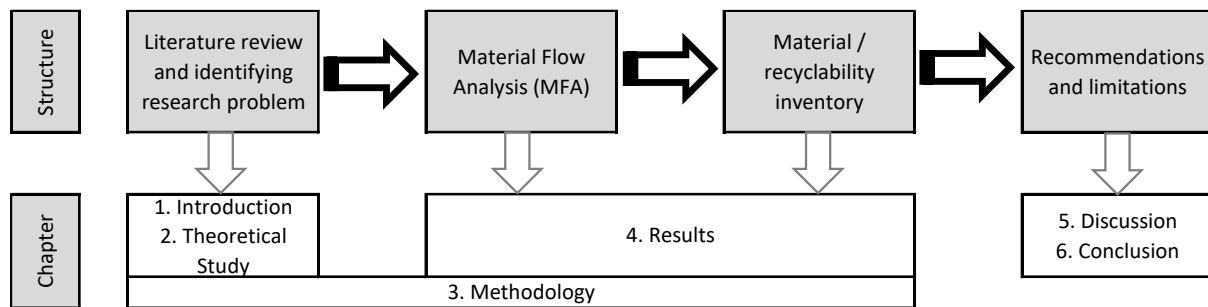 Structure
Literature review
and identifying
research problem
Material Flow
Analysis (MFA)
Material /
recyclability
inventory
Recommendations
and limitations
Chapter
1. Introduction
2. Theoretical
Study
4. Results
5. Discussion
6. Conclusion
3. Methodology